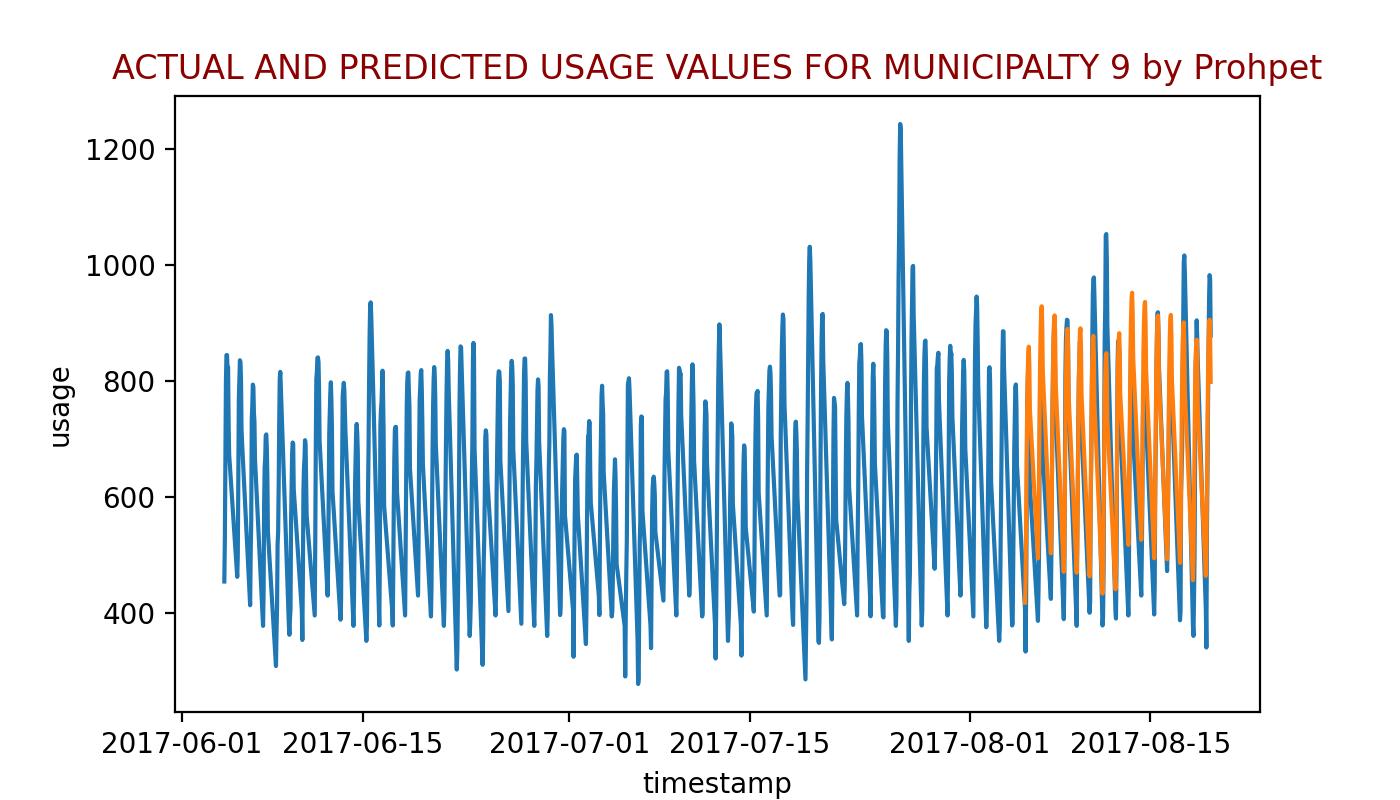 ACTUAL AND PREDICTED USAGE VALUES FOR MUNICIPALTY 9 by Prohpet
1200
1000
800
600
400
usage
2017-06-01 2017-06-15 2017-07-01 2017-07-15 2017-08-01 2017-08-15
timestamp